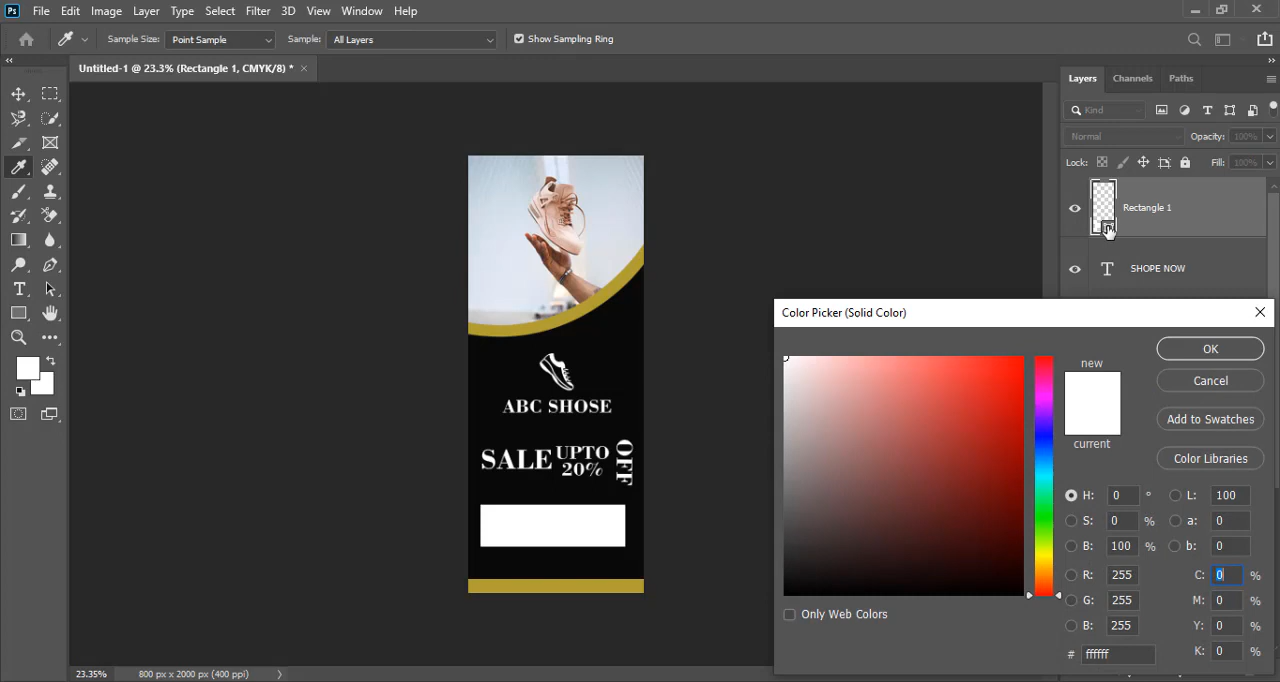 Ps File Edit Image Layer Type Select Filter 3D View Window Help
Sample Size: Point Sample Sample: All Layers Show Sampling Ring
Untitled-1 @ 23.3% (Rectangle 1, CMYK/8) * ×
Layers Channels Paths
Kind
Normal Opacity: 100%
Lock: Fill: 100%
Rectangle 1
T SHOPE NOW
ABC SHOSE
SALE UPTO 20% OFF
Color Picker (Solid Color)
new
current
OK
Cancel
Add to Swatches
Color Libraries
H: 0 ° L: 100
S: 0 % a: 0
B: 100 % b: 0
R: 255 C: 0 %
G: 255 M: 0 %
B: 255 Y: 0 %
# ffffff K: 0 %
Only Web Colors
23.35% 800 px x 2000 px (400 ppi)